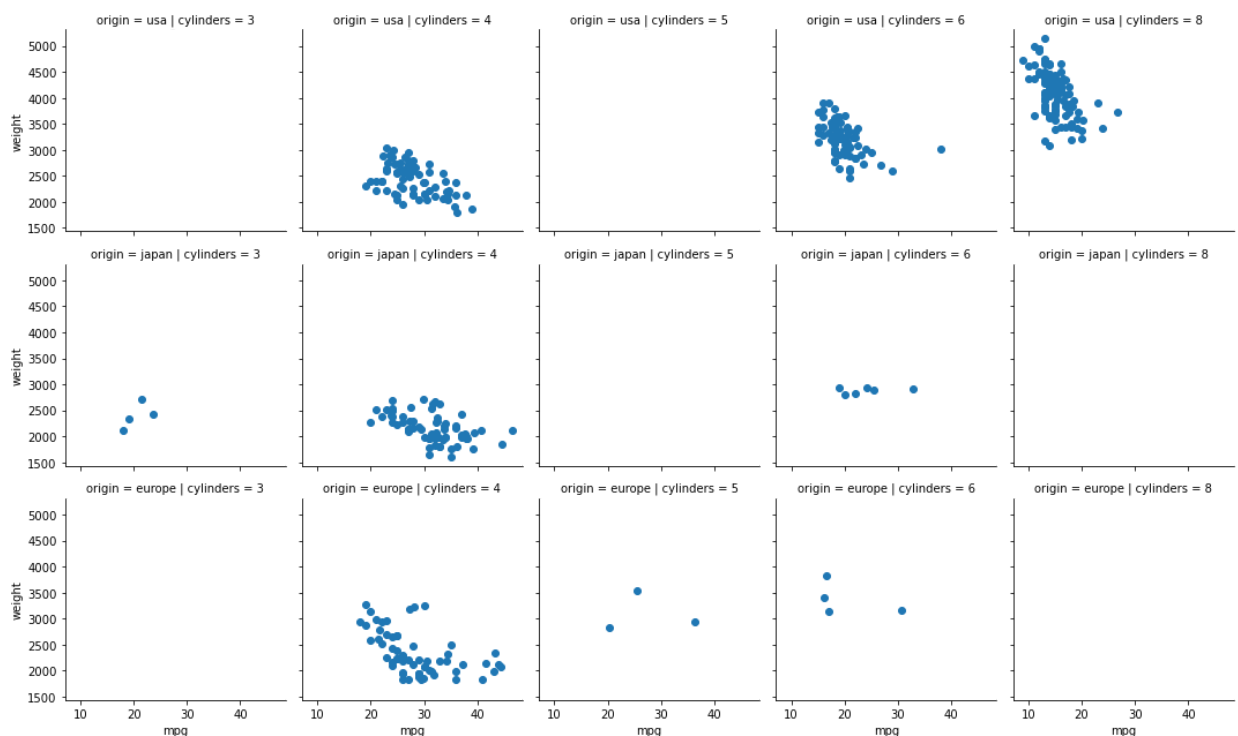 origin = usa | cylinders = 3
origin = usa | cylinders = 4
origin = usa | cylinders = 5
origin = usa | cylinders = 6
origin = usa | cylinders = 8
5000
4500
4000
3500
3000
2500
2000
1500
weight
origin = japan | cylinders = 3
origin = japan | cylinders = 4
origin = japan | cylinders = 5
origin = japan | cylinders = 6
origin = japan | cylinders = 8
5000
4500
4000
3500
3000
2500
2000
1500
weight
origin = europe | cylinders = 3
origin = europe | cylinders = 4
origin = europe | cylinders = 5
origin = europe | cylinders = 6
origin = europe | cylinders = 8
5000
4500
4000
3500
3000
2500
2000
1500
weight
10 20 30 40
10 20 30 40
10 20 30 40
10 20 30 40
10 20 30 40
mpg
mpg
mpg
mpg
mpg